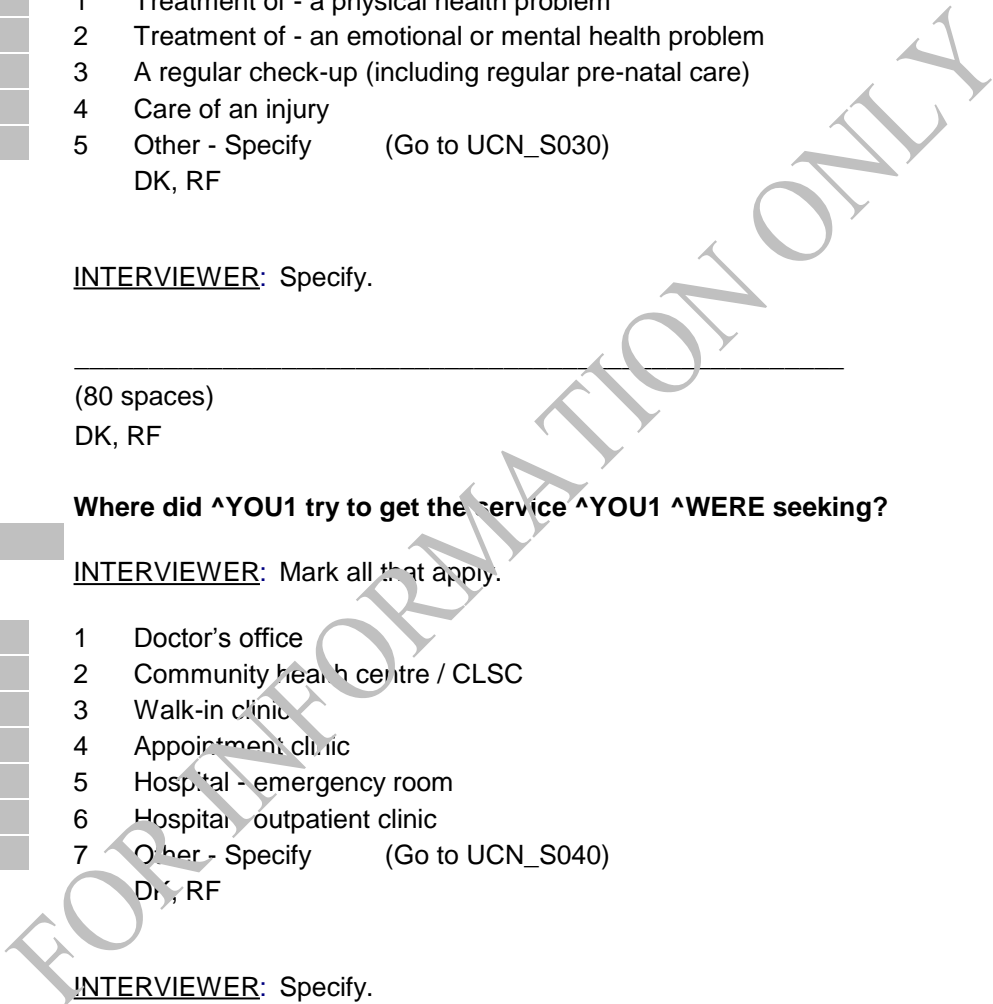 1 Treatment of - a physical health problem
2 Treatment of - an emotional or mental health problem
3 A regular check-up (including regular pre-natal care)
4 Care of an injury
5 Other - Specify (Go to UCN_S030)
DK, RF
INTERVIEWER: Specify.
(80 spaces)
DK, RF
Where did ^YOU1 try to get the service ^YOU1 ^WERE seeking?
INTERVIEWER: Mark all that apply.
1 Doctor's office
2 Community health centre / CLSC
3 Walk-in clinic
4 Appointment clinic
5 Hospital - emergency room
6 Hospital - outpatient clinic
7 Other - Specify (Go to UCN_S040)
DK, RF
INTERVIEWER: Specify.
FOR INFORMATION ONLY